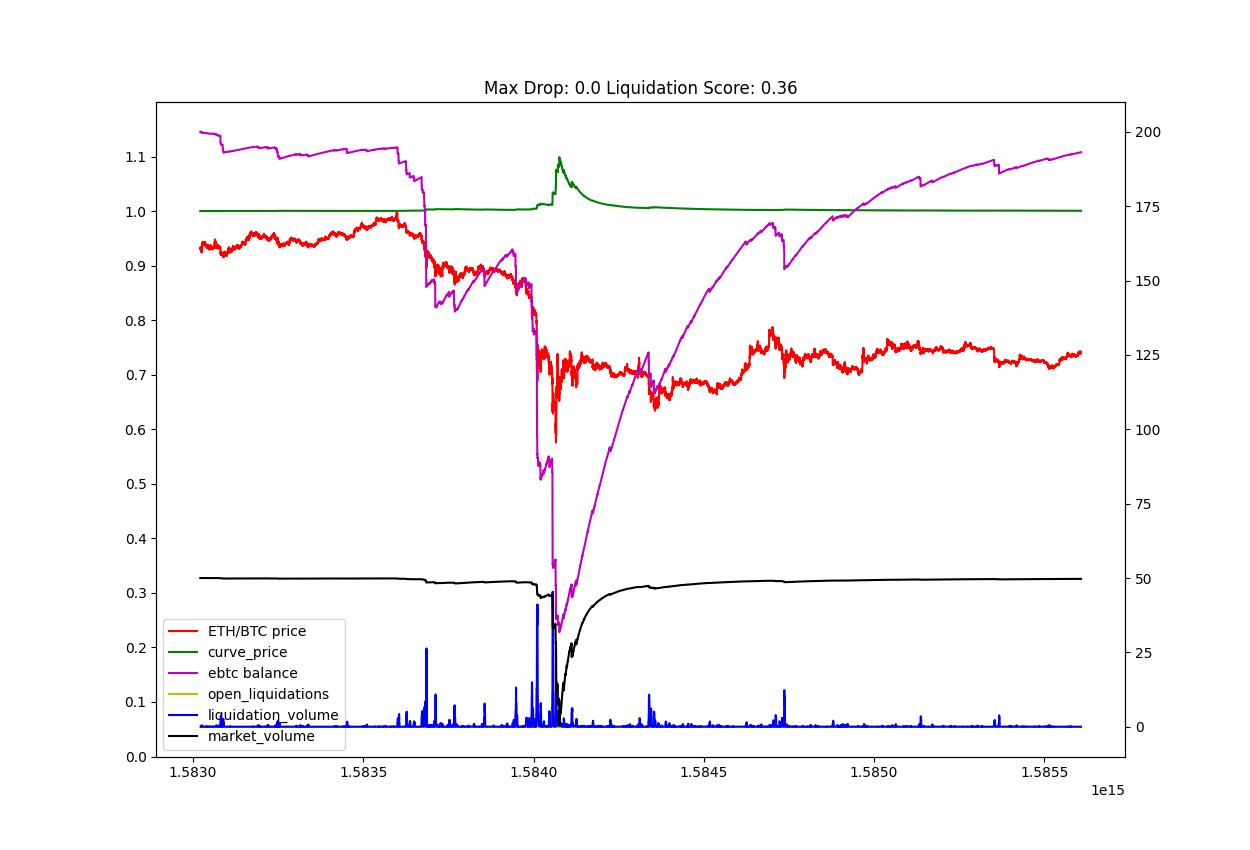 Max Drop: 0.0 Liquidation Score: 0.36
1.1
1.0
0.9
0.8
0.7
0.6
0.5
0.4
0.3
0.2
0.1
0.0
200
175
150
125
100
75
50
25
0
ETH/BTC price
curve_price
ebtc balance
open_liquidations
liquidation_volume
market_volume
1.5830 1.5835 1.5840 1.5845 1.5850 1.5855
1e15